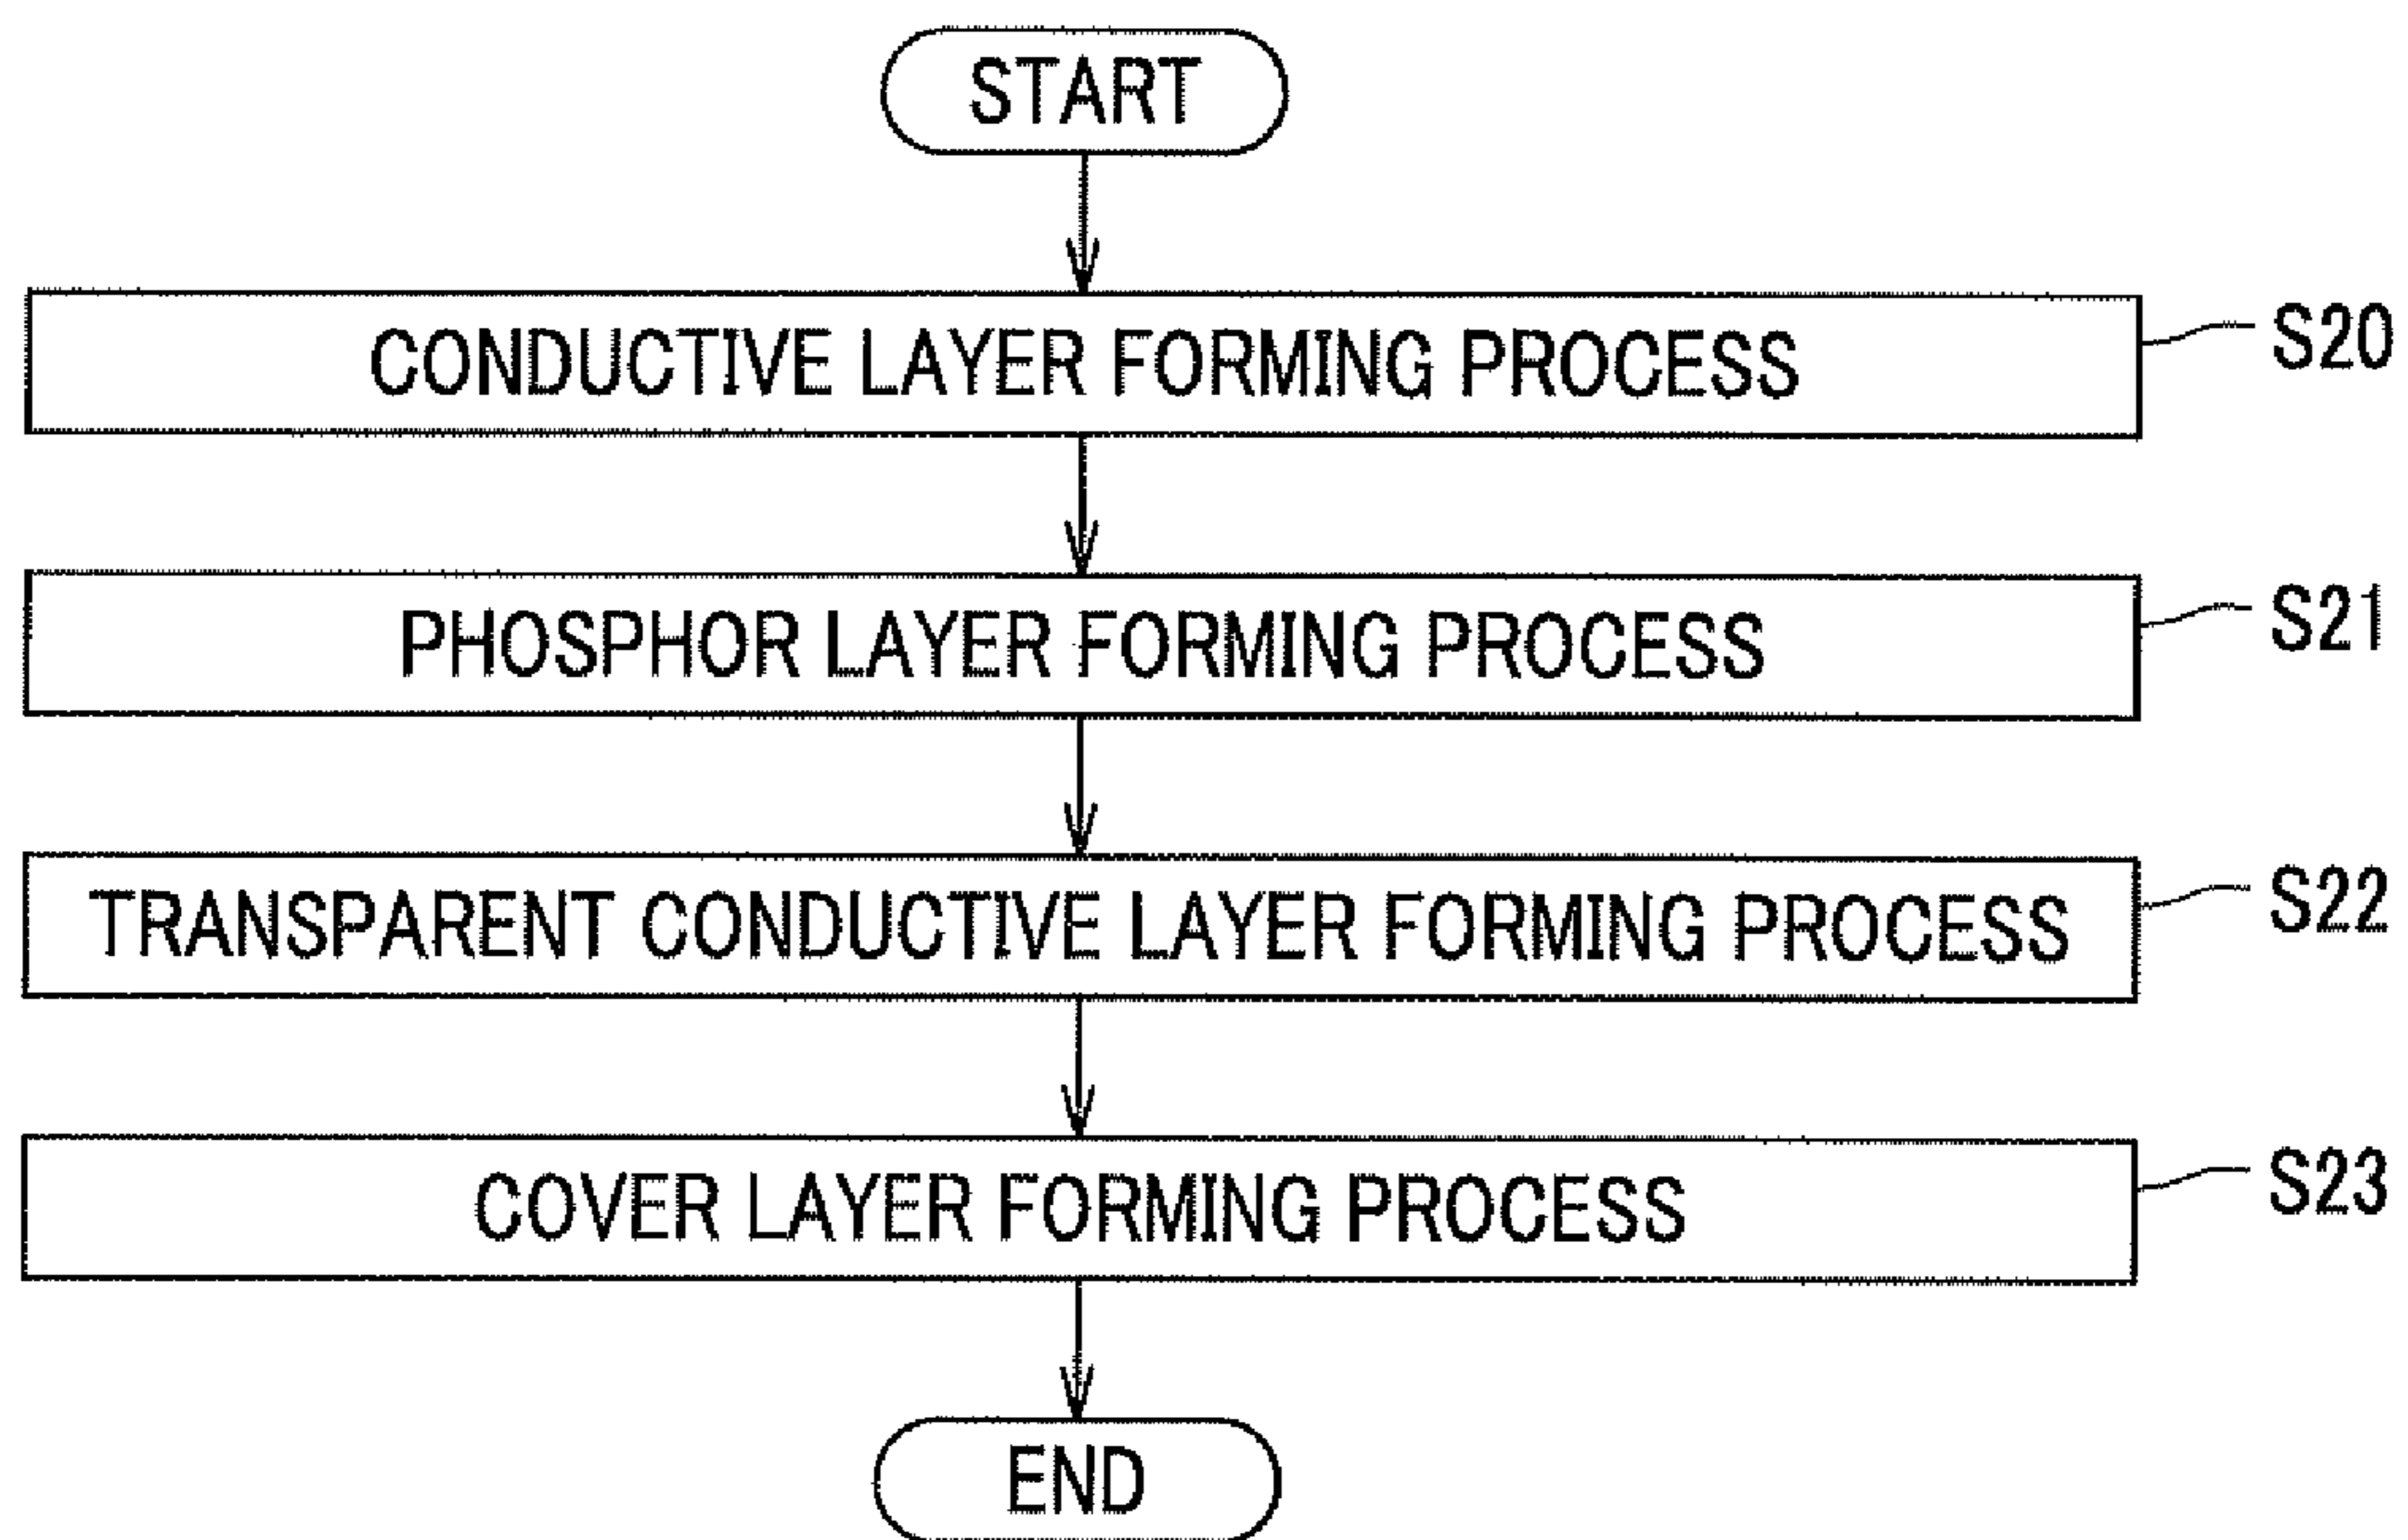 START
CONDUCTIVE LAYER FORMING PROCESS S20
PHOSPHOR LAYER FORMING PROCESS S21
TRANSPARENT CONDUCTIVE LAYER FORMING PROCESS S22
COVER LAYER FORMING PROCESS S23
END